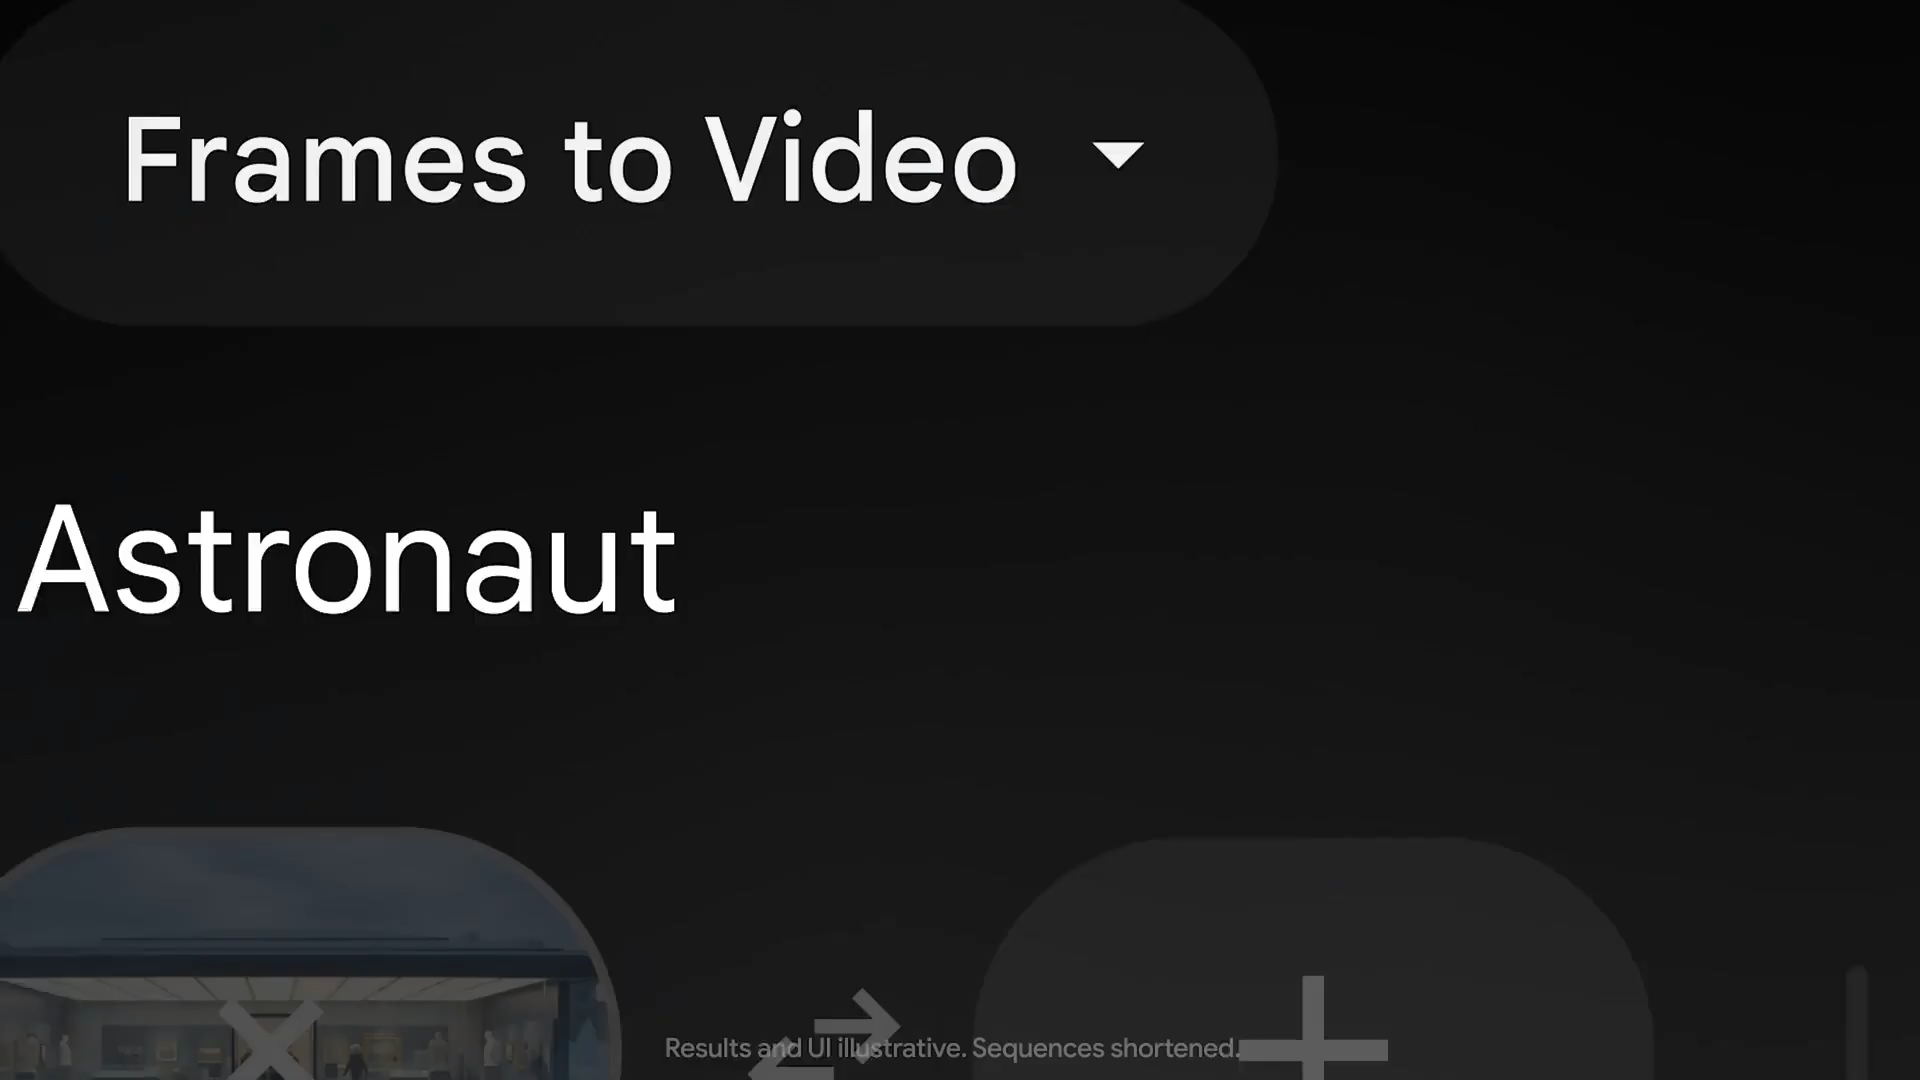 Frames to Video
Astronaut
Results and UI illustrative. Sequences shortened.